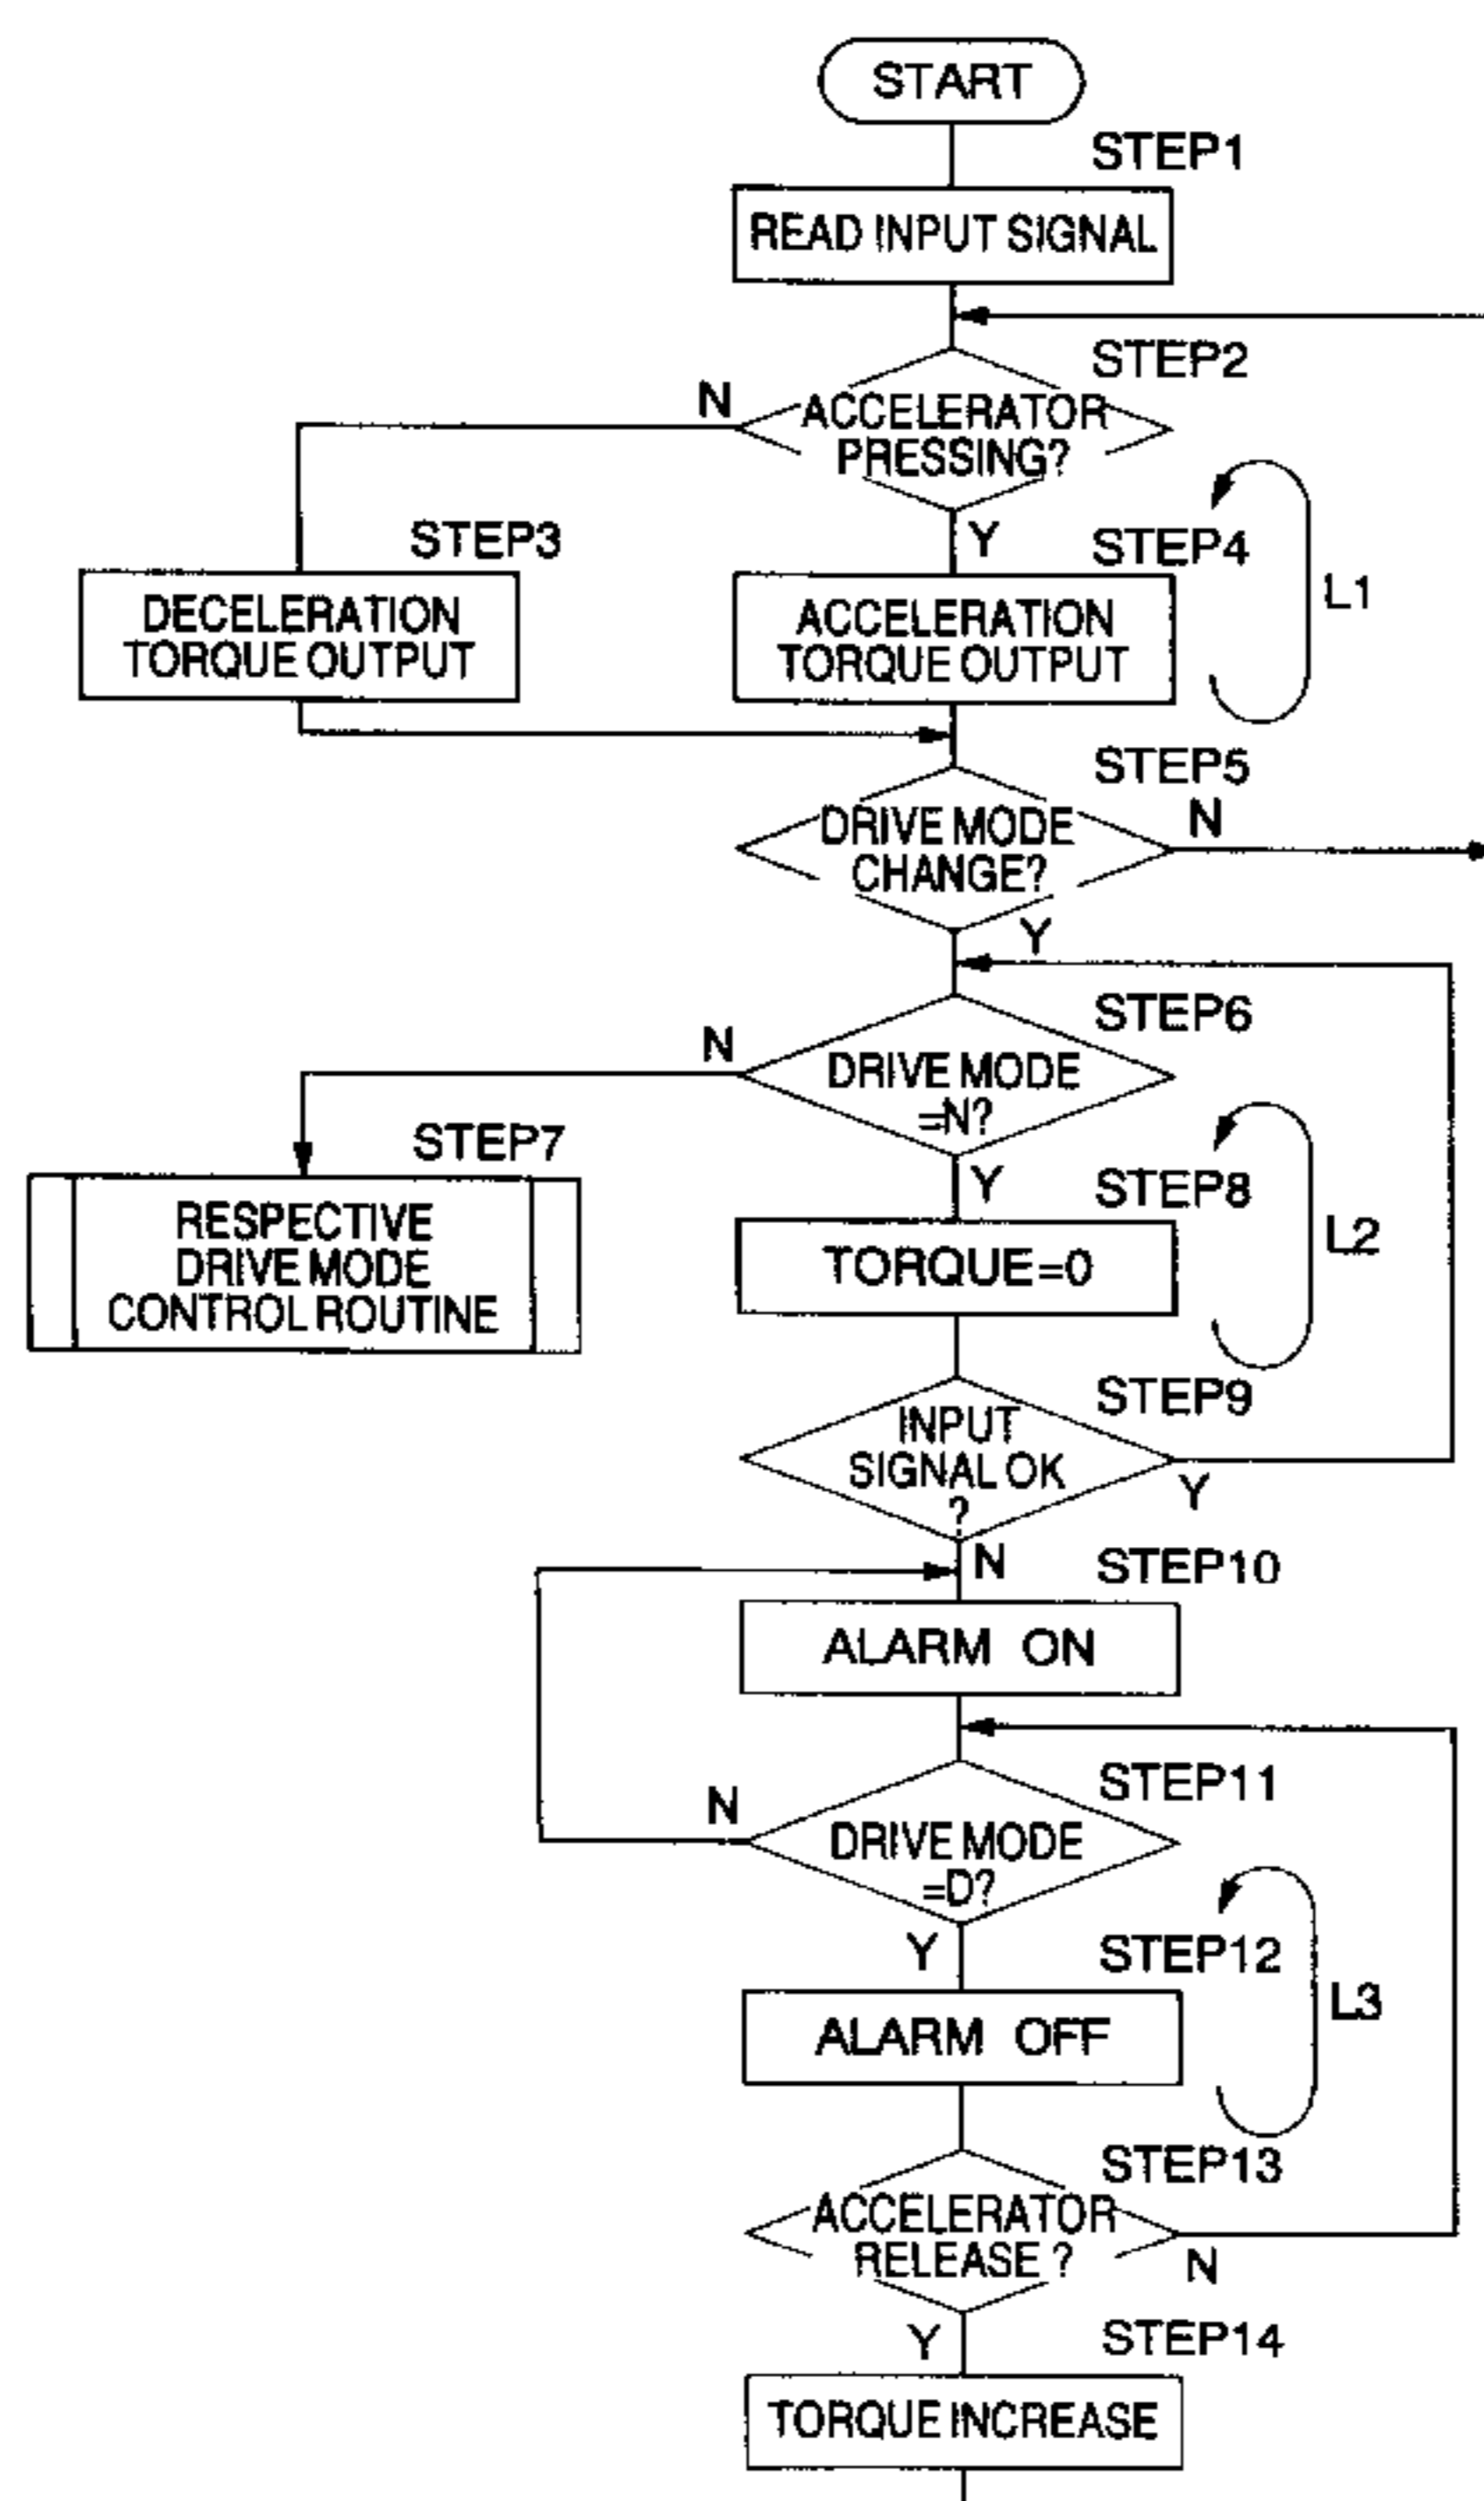 START
STEP1
READ INPUT SIGNAL
STEP2
N
ACCELERATOR
PRESSING?
Y
STEP3
STEP4
L1
DECELERATION
TORQUE OUTPUT
ACCELERATION
TORQUE OUTPUT
STEP5
DRIVE MODE
CHANGE?
N
Y
STEP6
N
DRIVE MODE
=N?
STEP7
Y
STEP8
L2
RESPECTIVE
DRIVE MODE
CONTROL ROUTINE
TORQUE=0
STEP9
INPUT
SIGNAL OK
?
Y
N
STEP10
ALARM ON
STEP11
N
DRIVE MODE
=D?
Y
STEP12
L3
ALARM OFF
STEP13
ACCELERATOR
RELEASE ?
N
Y
STEP14
TORQUE INCREASE